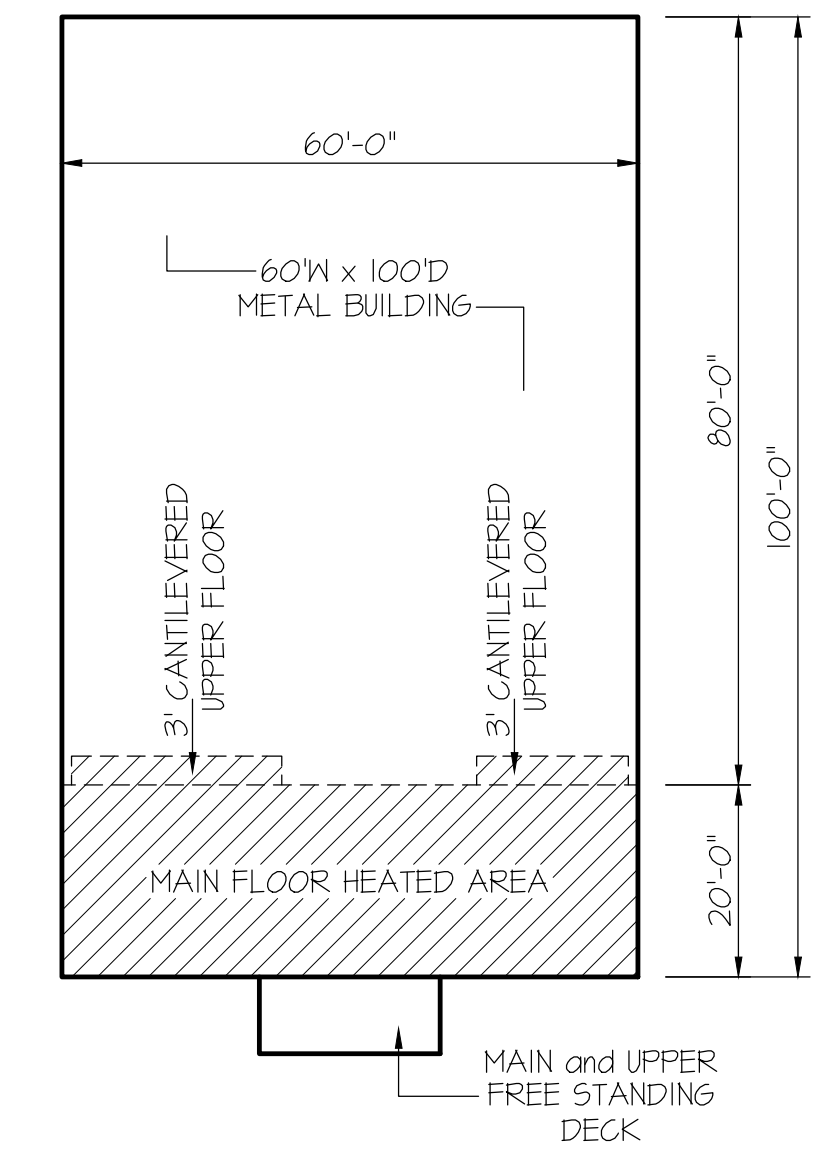 60'-0"
60'W x 100'D
METAL BUILDING
80'-0"
100'-0"
3' CANTILEVERED
UPPER FLOOR
3' CANTILEVERED
UPPER FLOOR
MAIN FLOOR HEATED AREA
20'-0"
MAIN and UPPER
FREE STANDING
DECK